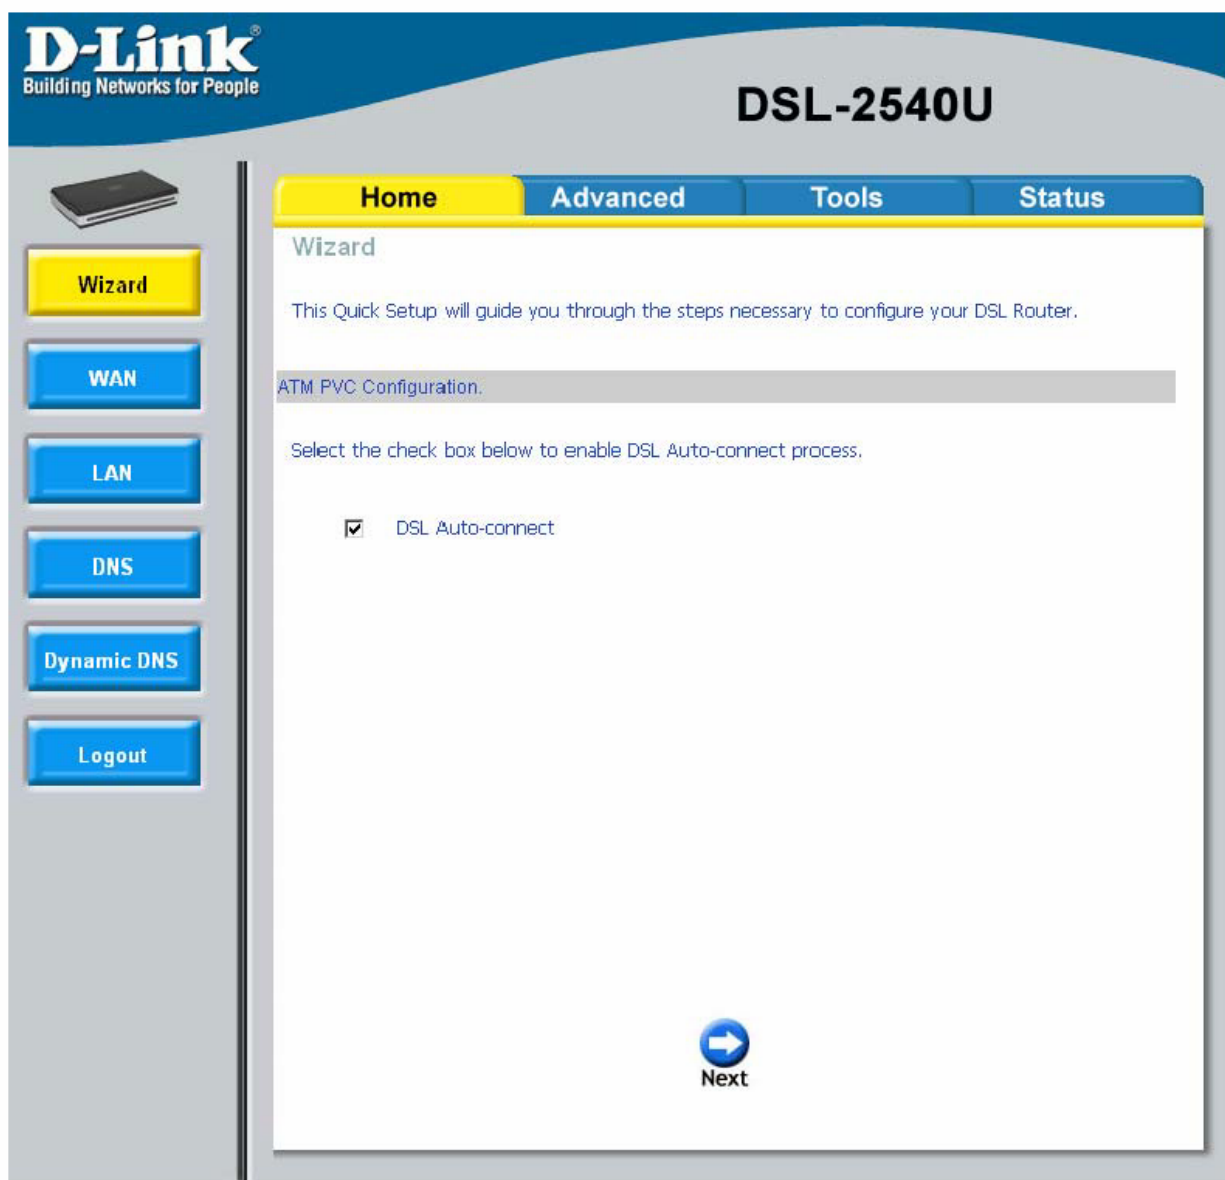 D-Link®
Building Networks for People
DSL-2540U
Home
Advanced
Tools
Status
Wizard
WAN
LAN
DNS
Dynamic DNS
Logout
Wizard
This Quick Setup will guide you through the steps necessary to configure your DSL Router.
ATM PVC Configuration.
Select the check box below to enable DSL Auto-connect process.
DSL Auto-connect
Next